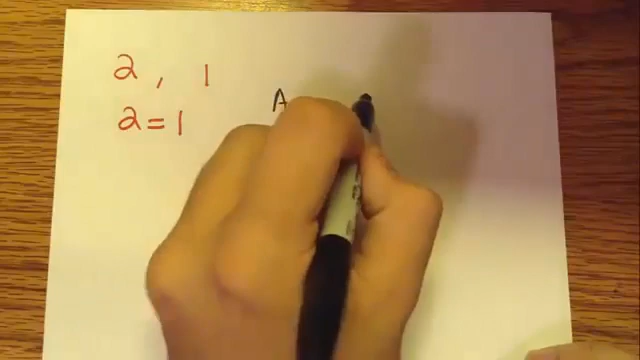 2 , 1
2 = 1
A